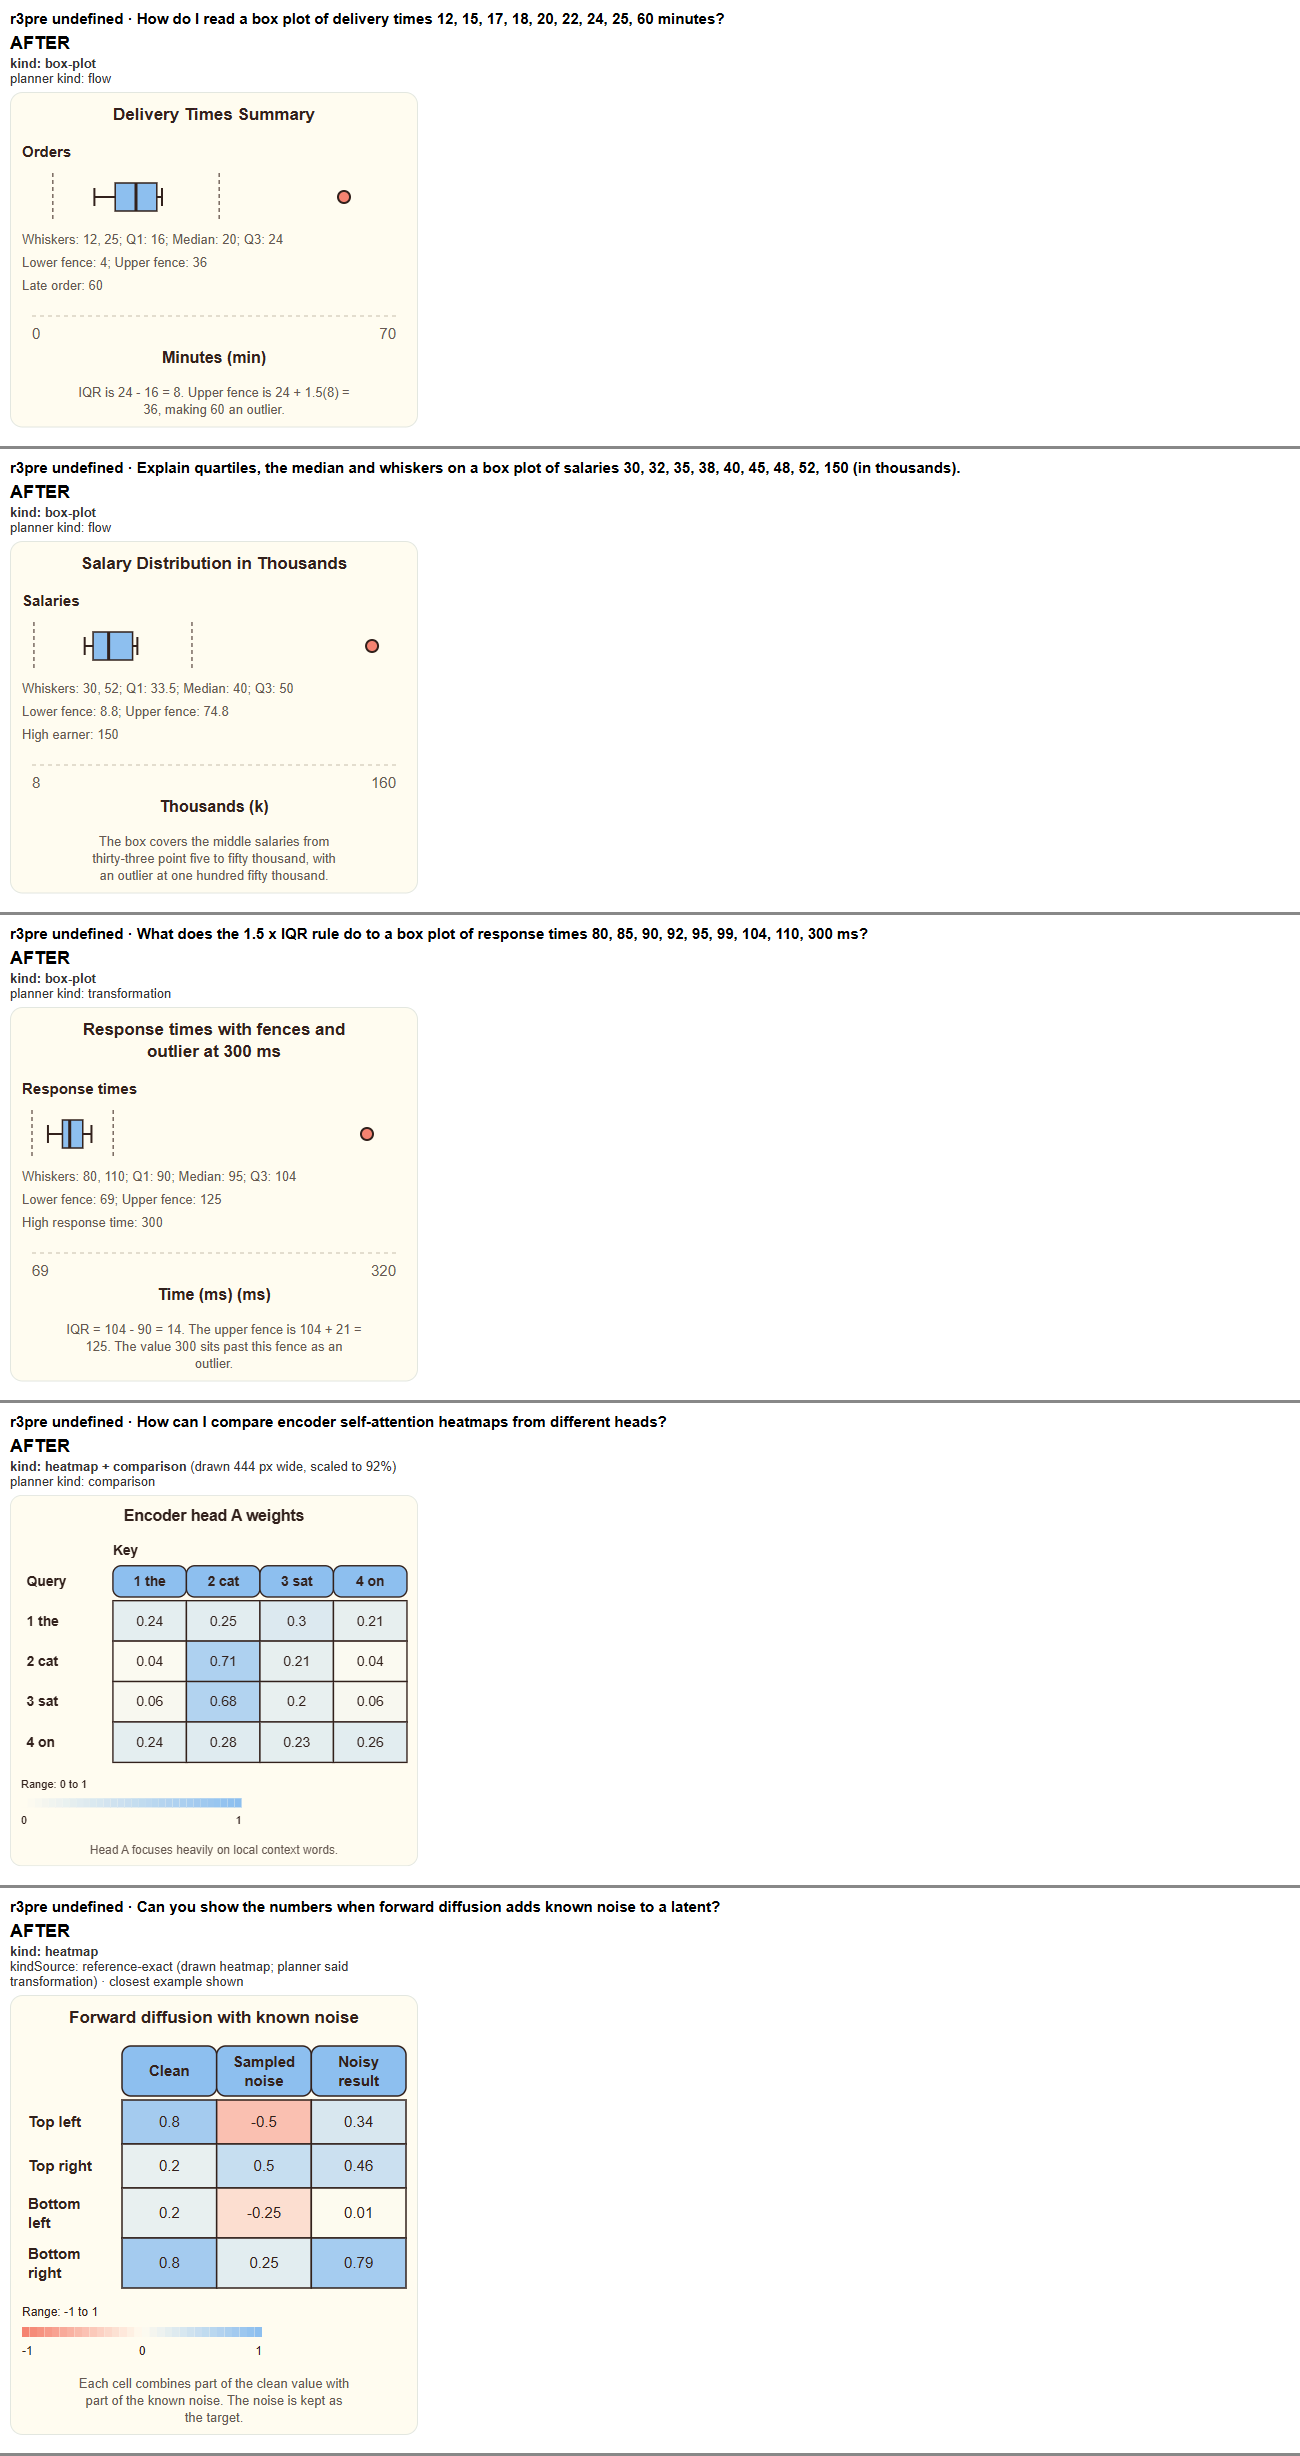 r3pre undefined · How do I read a box plot of delivery times 12, 15, 17, 18, 20, 22, 24, 25, 60 minutes?
AFTER
kind: box-plot
planner kind: flow
Delivery Times Summary
Orders
Whiskers: 12, 25; Q1: 16; Median: 20; Q3: 24
Lower fence: 4; Upper fence: 36
Late order: 60
0 70
Minutes (min)
IQR is 24 - 16 = 8. Upper fence is 24 + 1.5(8) =
36, making 60 an outlier.
r3pre undefined · Explain quartiles, the median and whiskers on a box plot of salaries 30, 32, 35, 38, 40, 45, 48, 52, 150 (in thousands).
AFTER
kind: box-plot
planner kind: flow
Salary Distribution in Thousands
Salaries
Whiskers: 30, 52; Q1: 33.5; Median: 40; Q3: 50
Lower fence: 8.8; Upper fence: 74.8
High earner: 150
8 160
Thousands (k)
The box covers the middle salaries from
thirty-three point five to fifty thousand, with
an outlier at one hundred fifty thousand.
r3pre undefined · What does the 1.5 x IQR rule do to a box plot of response times 80, 85, 90, 92, 95, 99, 104, 110, 300 ms?
AFTER
kind: box-plot
planner kind: transformation
Response times with fences and
outlier at 300 ms
Response times
Whiskers: 80, 110; Q1: 90; Median: 95; Q3: 104
Lower fence: 69; Upper fence: 125
High response time: 300
69 320
Time (ms) (ms)
IQR = 104 - 90 = 14. The upper fence is 104 + 21 =
125. The value 300 sits past this fence as an
outlier.
r3pre undefined · How can I compare encoder self-attention heatmaps from different heads?
AFTER
kind: heatmap + comparison (drawn 444 px wide, scaled to 92%)
planner kind: comparison
Encoder head A weights
Key
Query 1 the 2 cat 3 sat 4 on
1 the 0.24 0.25 0.3 0.21
2 cat 0.04 0.71 0.21 0.04
3 sat 0.06 0.68 0.2 0.06
4 on 0.24 0.28 0.23 0.26
Range: 0 to 1
0 1
Head A focuses heavily on local context words.
r3pre undefined · Can you show the numbers when forward diffusion adds known noise to a latent?
AFTER
kind: heatmap
kindSource: reference-exact (drawn heatmap; planner said
transformation) · closest example shown
Forward diffusion with known noise
Clean Sampled noise Noisy result
Top left 0.8 -0.5 0.34
Top right 0.2 0.5 0.46
Bottom left 0.2 -0.25 0.01
Bottom right 0.8 0.25 0.79
Range: -1 to 1
-1 0 1
Each cell combines part of the clean value with
part of the known noise. The noise is kept as
the target.